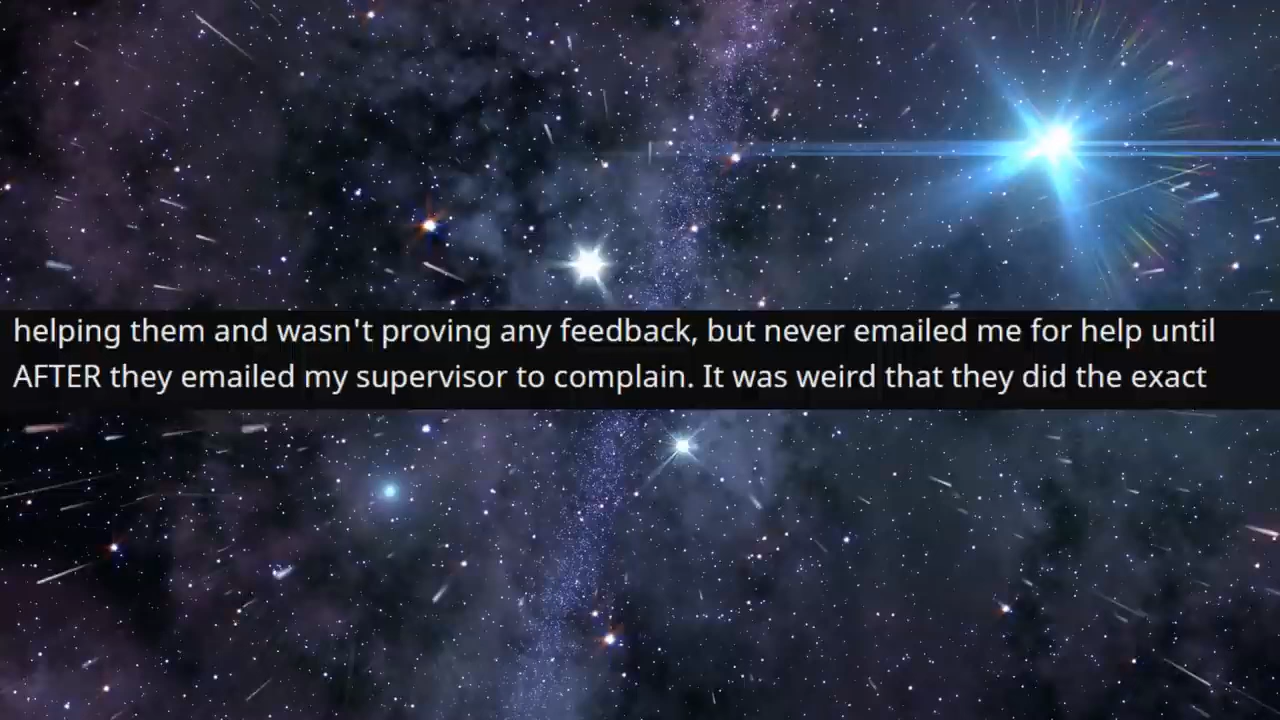 helping them and wasn't proving any feedback, but never emailed me for help until
AFTER they emailed my supervisor to complain. It was weird that they did the exact